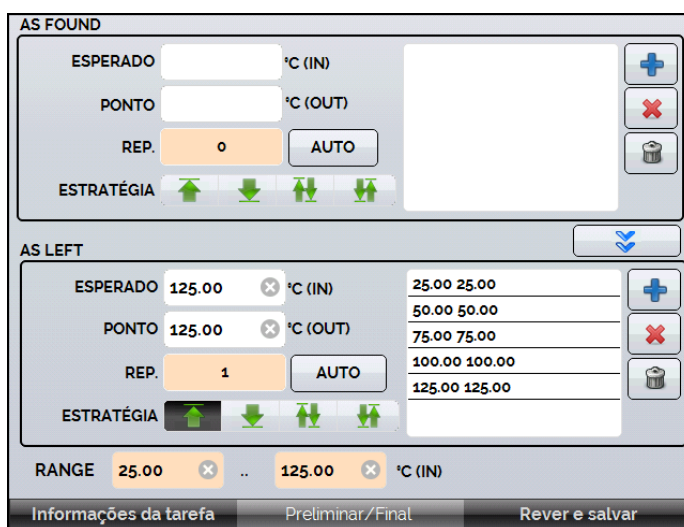 AS FOUND
ESPERADO °C (IN)
PONTO °C (OUT)
REP. 0 AUTO
ESTRATÉGIA
AS LEFT
ESPERADO 125.00 °C (IN)
PONTO 125.00 °C (OUT)
REP. 1 AUTO
ESTRATÉGIA
25.00 25.00
50.00 50.00
75.00 75.00
100.00 100.00
125.00 125.00
RANGE 25.00 .. 125.00 °C (IN)
Informações da tarefa Preliminar/Final Rever e salvar